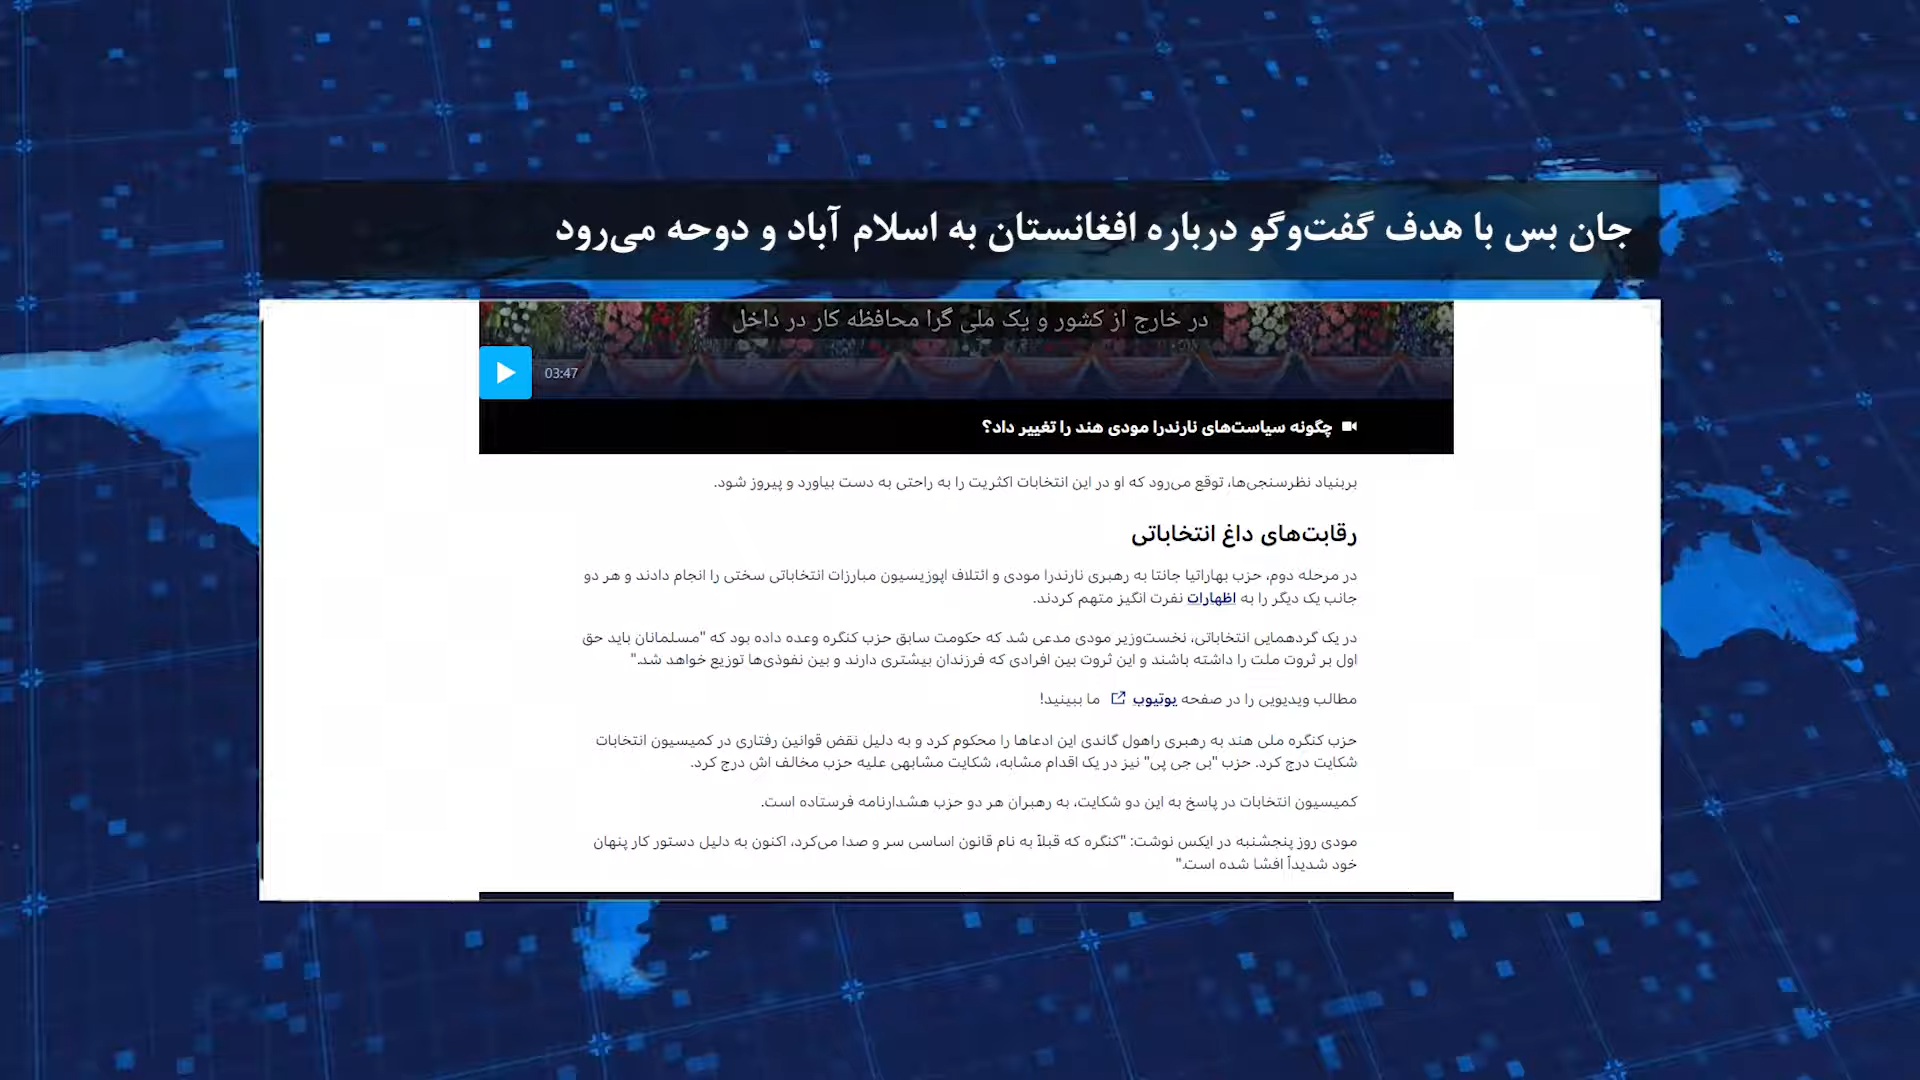 جان بس با هدف گفت‌وگو درباره افغانستان به اسلام آباد و دوحه می‌رود
در خارج از کشور و یک ملی گرا محافظه کار در داخل
03:47
چگونه سیاست‌های نارندرا مودی هند را تغییر داد؟
بربنیاد نظرسنجی‌ها، توقع می‌رود که او در این انتخابات اکثریت را به راحتی به دست بیاورد و پیروز شود.
رقابت‌های داغ انتخاباتی
در مرحله دوم، حزب بهاراتیا جانتا به رهبری نارندرا مودی و ائتلاف اپوزیسیون مبارزات انتخاباتی سختی را انجام دادند و هر دو
جانب یک دیگر را به اظهارات نفرت انگیز متهم کردند.
در یک گردهمایی انتخاباتی، نخست‌وزیر مودی مدعی شد که حکومت سابق حزب کنگره وعده داده بود که "مسلمانان باید حق
اول بر ثروت ملت را داشته باشند و این ثروت بین افرادی که فرزندان بیشتری دارند و بین نفوذی‌ها توزیع خواهد شد."
مطالب ویدیویی را در صفحه یوتیوب ما ببینید!
حزب کنگره ملی هند به رهبری راهول گاندی این ادعاها را محکوم کرد و به دلیل نقض قوانین رفتاری در کمیسیون انتخابات
شکایت درج کرد. حزب "بی جی پی" نیز در یک اقدام مشابه، شکایت مشابهی علیه حزب مخالف اش درج کرد.
کمیسیون انتخابات در پاسخ به این دو شکایت، به رهبران هر دو حزب هشدارنامه فرستاده است.
مودی روز پنجشنبه در ایکس نوشت: "کنگره که قبلاً به نام قانون اساسی سر و صدا می‌کرد، اکنون به دلیل دستور کار پنهان
خود شدیداً افشا شده است."